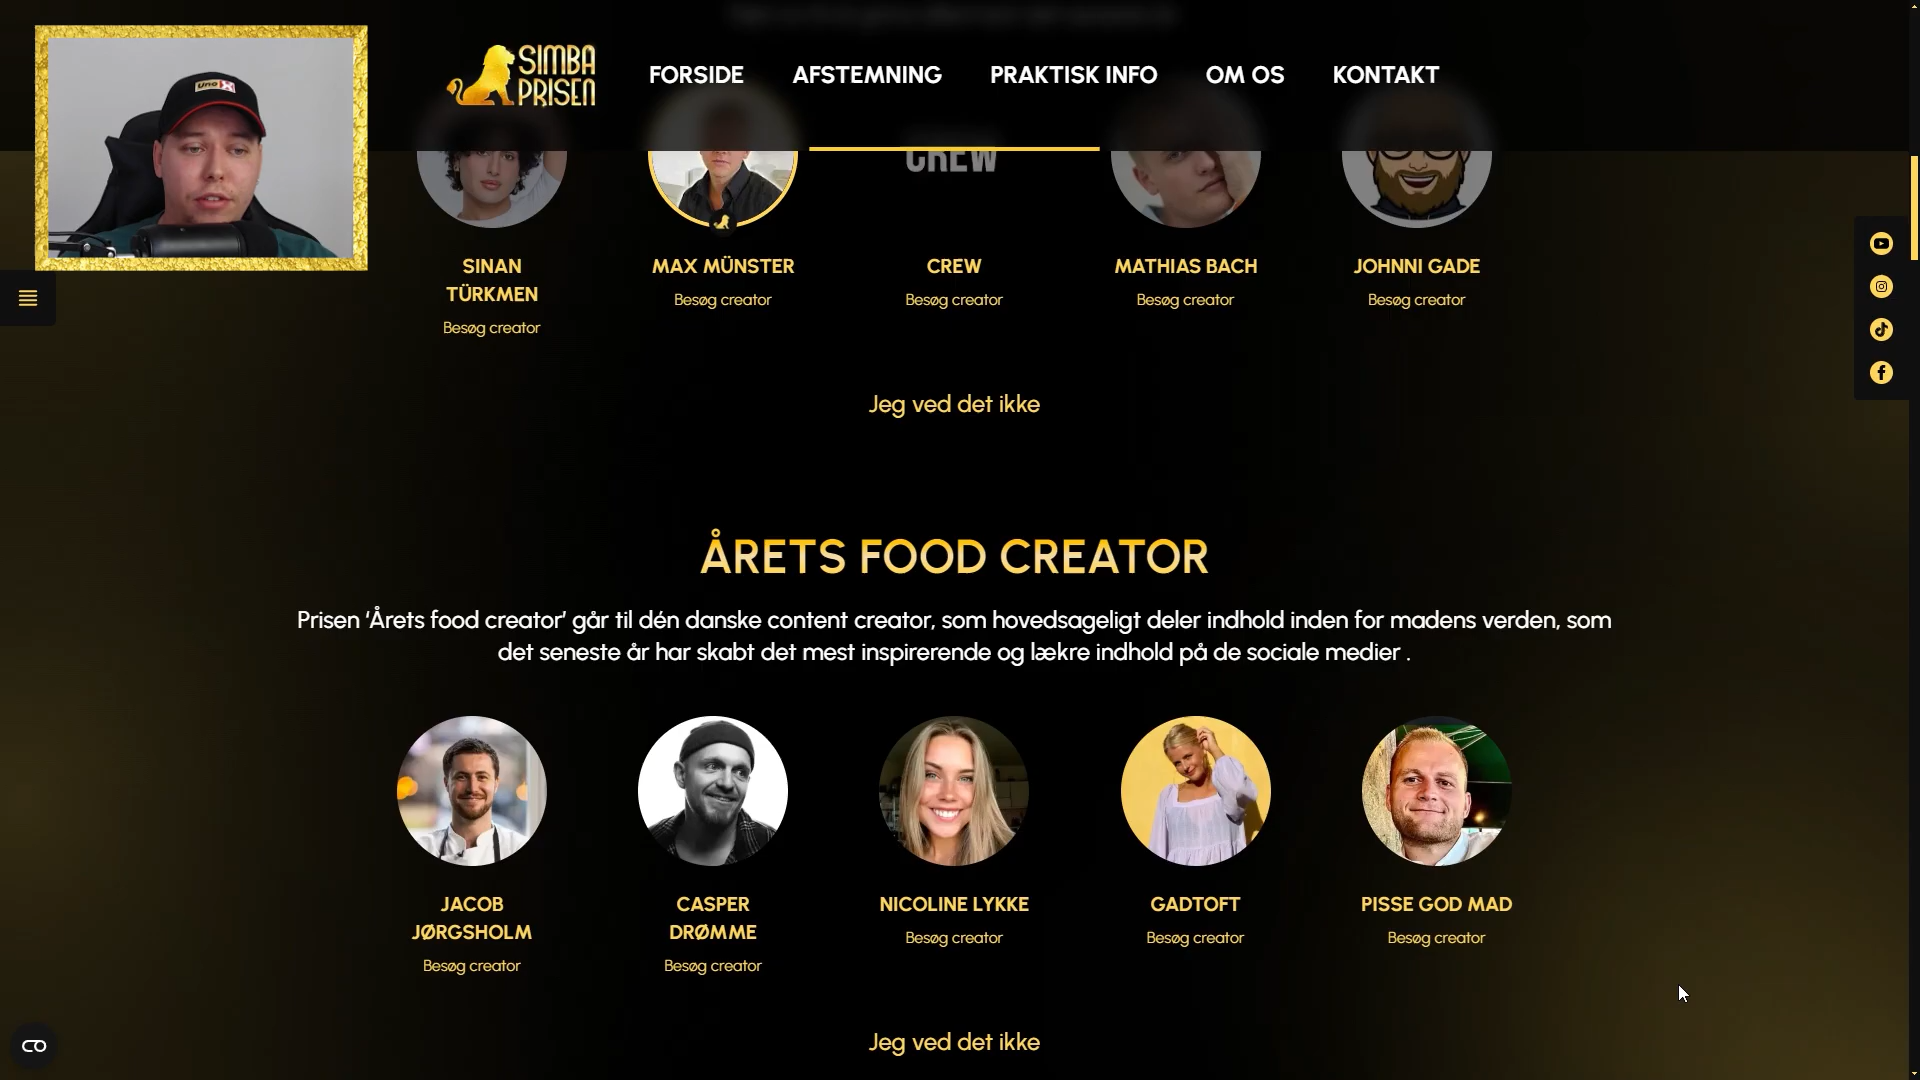 SIMBA
PRISEN
FORSIDE
AFSTEMNING
PRAKTISK INFO
OM OS
KONTAKT
Uno X
CREW
SINAN
TÜRKMEN
Besøg creator
MAX MÜNSTER
Besøg creator
CREW
Besøg creator
MATHIAS BACH
Besøg creator
JOHNNI GADE
Besøg creator
Jeg ved det ikke
ÅRETS FOOD CREATOR
Prisen ‘Årets food creator’ går til dén danske content creator, som hovedsageligt deler indhold inden for madens verden, som
det seneste år har skabt det mest inspirerende og lækre indhold på de sociale medier .
JACOB
JØRGSHOLM
Besøg creator
CASPER
DRØMME
Besøg creator
NICOLINE LYKKE
Besøg creator
GADTOFT
Besøg creator
PISSE GOD MAD
Besøg creator
Jeg ved det ikke